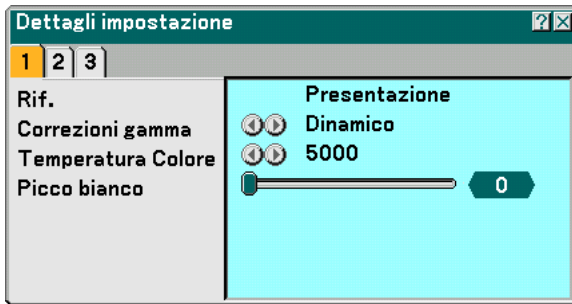 Dettagli impostazione
1 2 3
Rif. Presentazione
Correzioni gamma Dinamico
Temperatura Colore 5000
Picco bianco 0